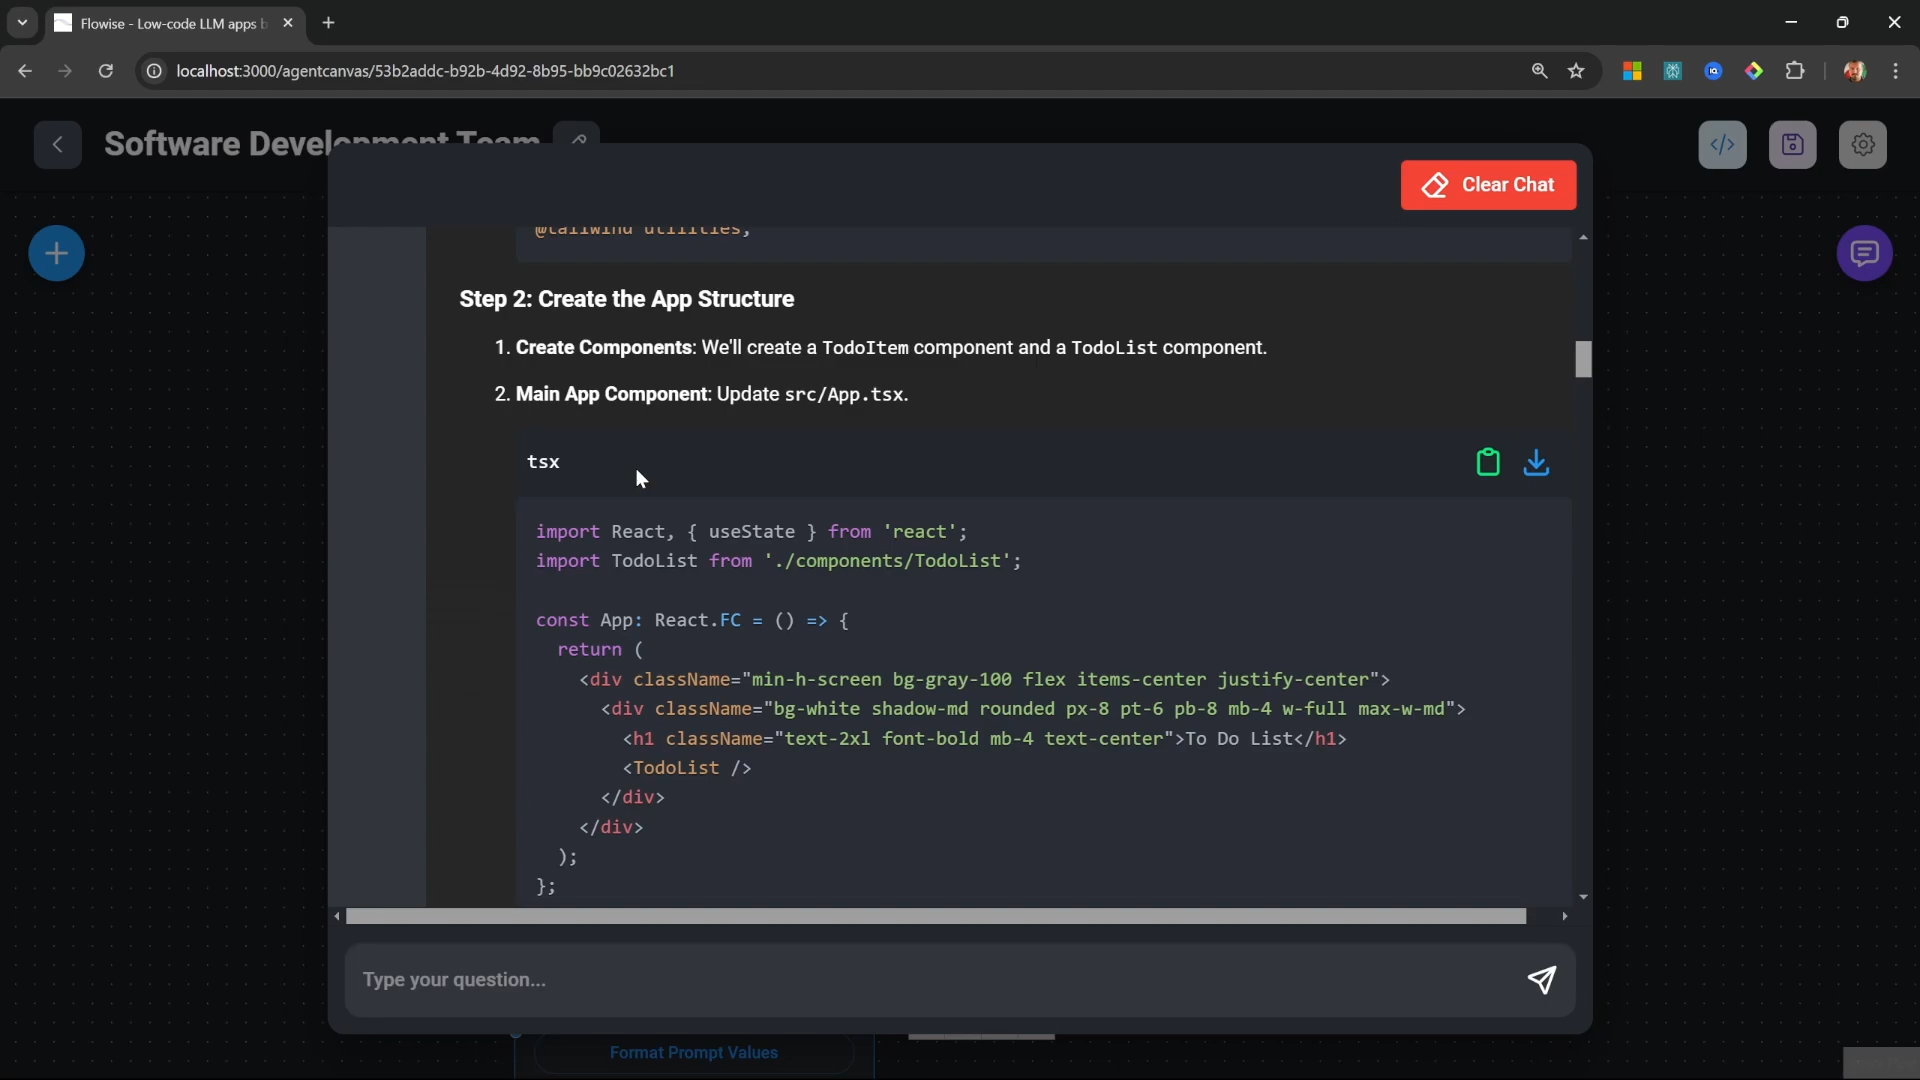 Flowise - Low-code LLM apps b
localhost:3000/agentcanvas/53b2addc-b92b-4d92-8b95-bb9c02632bc1
Software Development Team
Clear Chat
@tailwind utilities;
Step 2: Create the App Structure
1. Create Components: We'll create a TodoItem component and a TodoList component.
2. Main App Component: Update src/App.tsx.
tsx
import React, { useState } from 'react';
import TodoList from './components/TodoList';
const App: React.FC = () => {
return (
<div className="min-h-screen bg-gray-100 flex items-center justify-center">
<div className="bg-white shadow-md rounded px-8 pt-6 pb-8 mb-4 w-full max-w-md">
<h1 className="text-2xl font-bold mb-4 text-center">To Do List</h1>
<TodoList />
</div>
</div>
);
};
Type your question...
Format Prompt Values